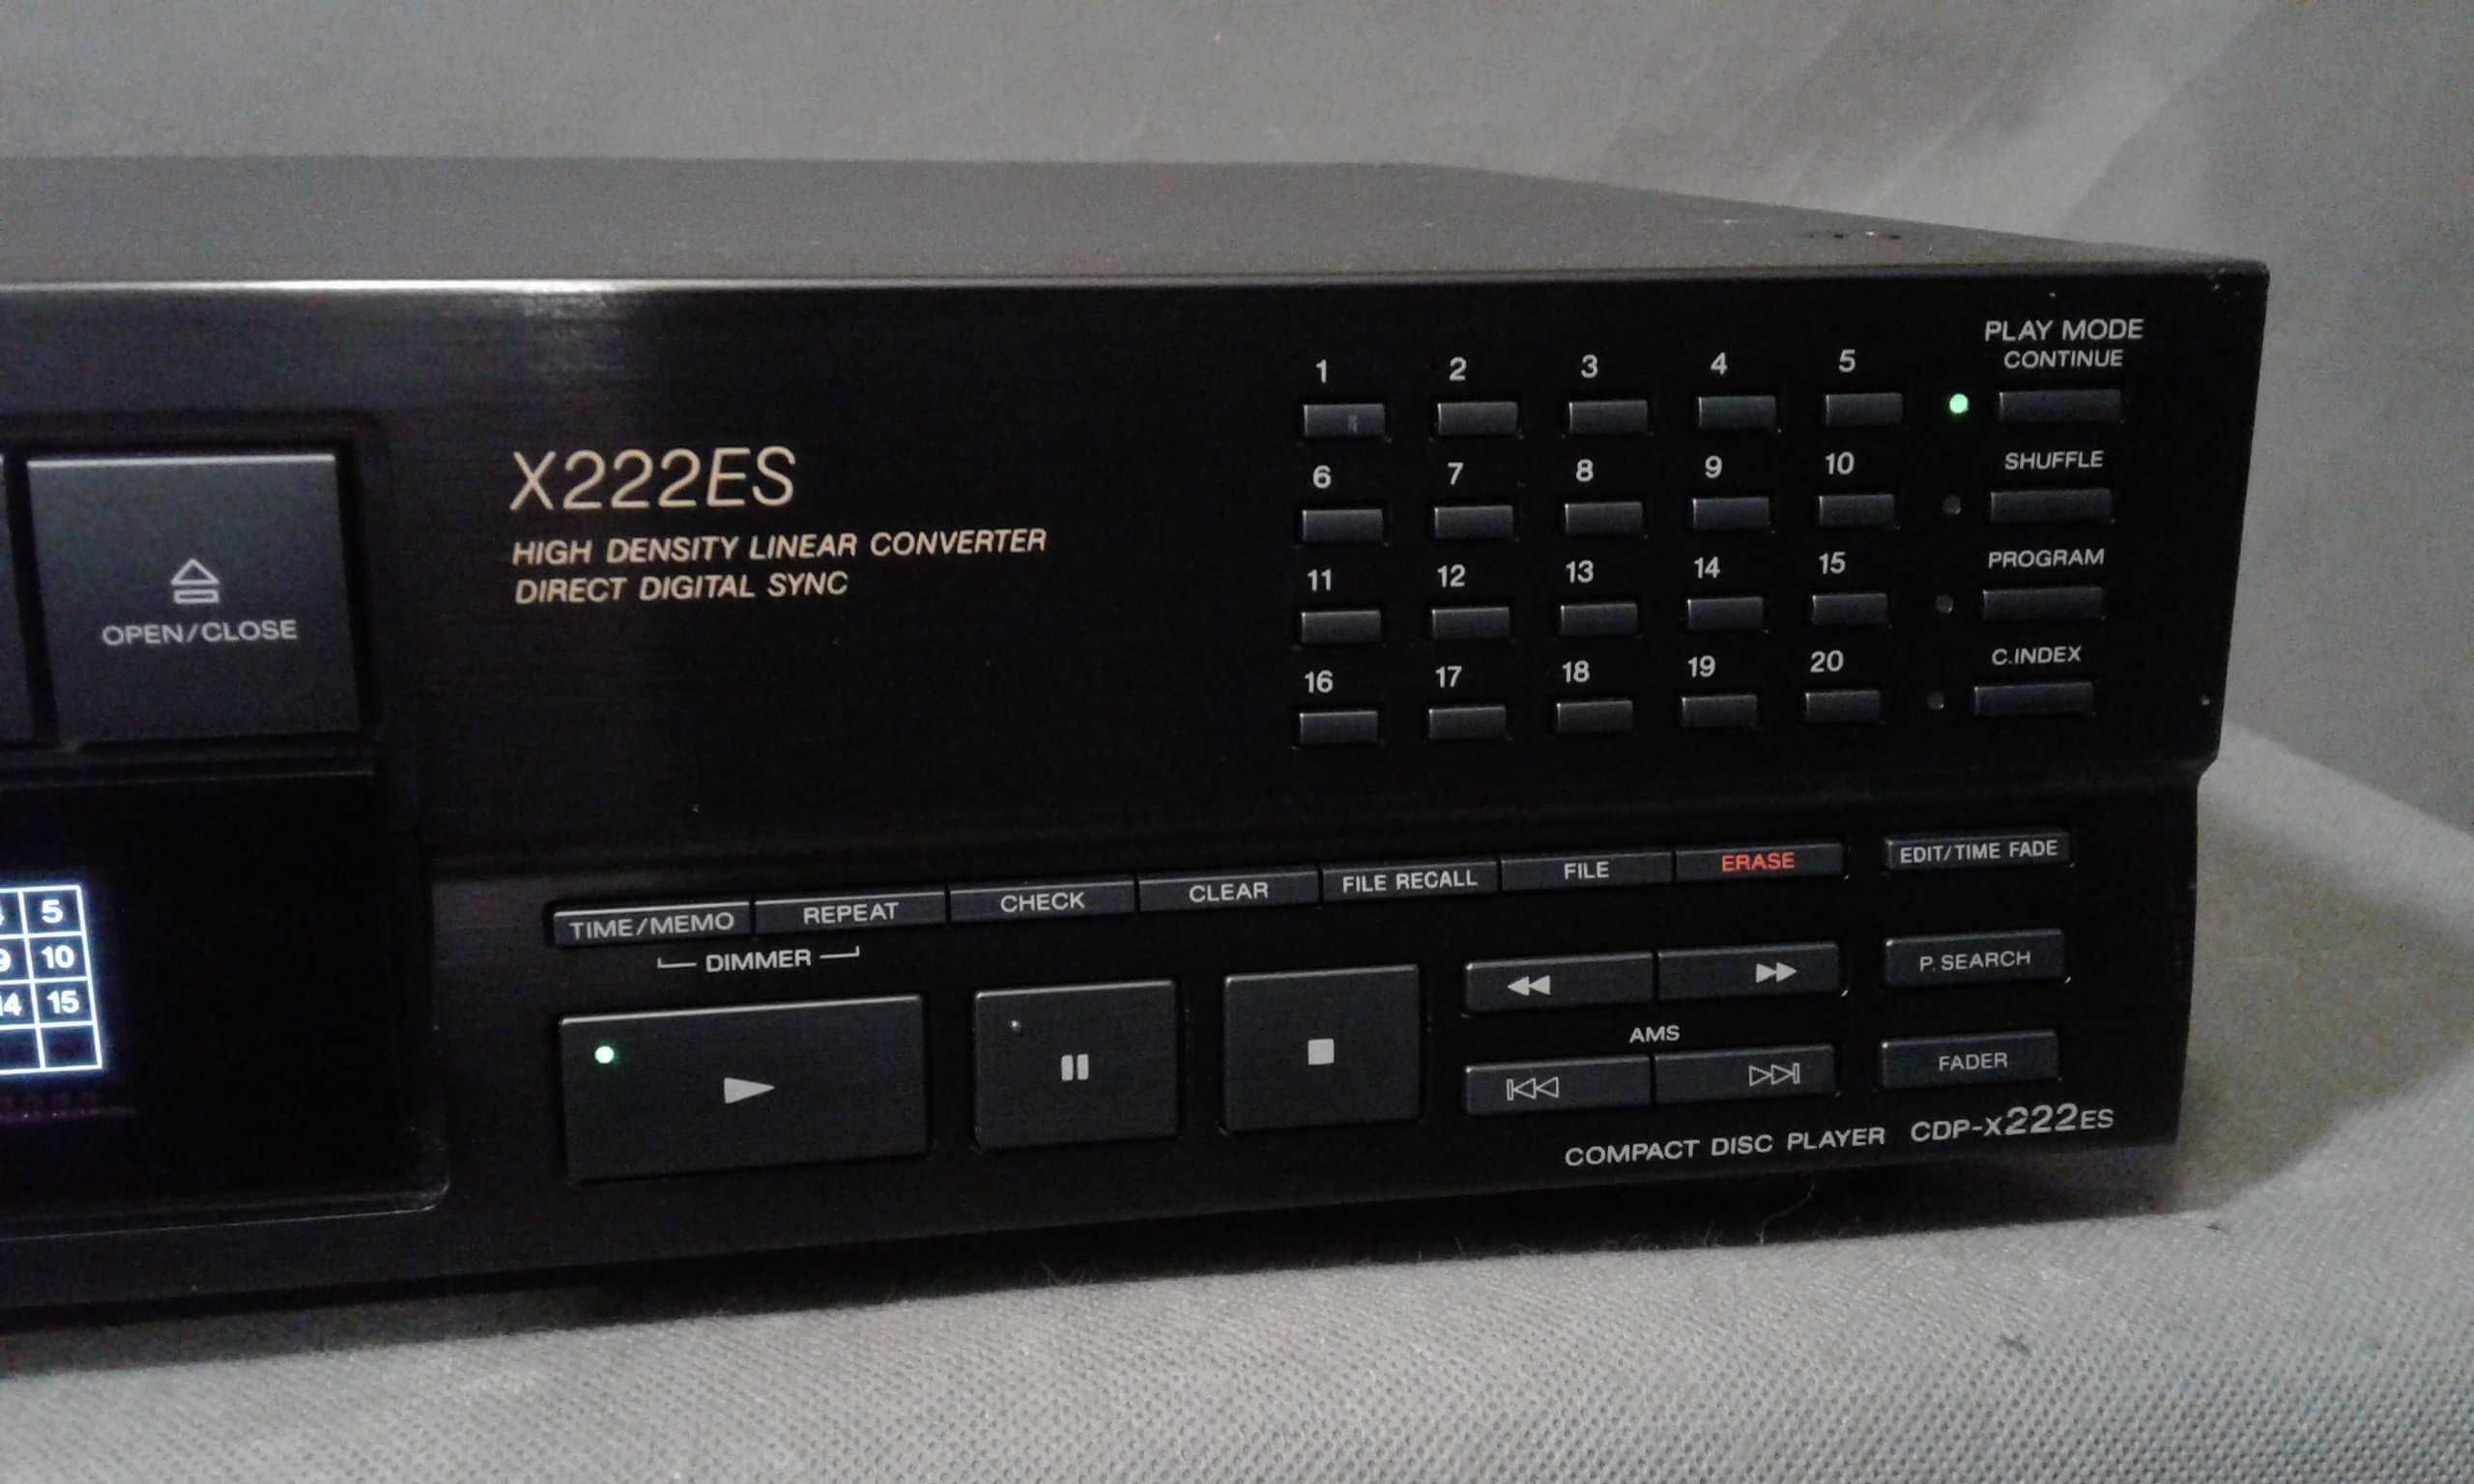 PLAY MODE
CONTINUE
1 2 3 4 5
SHUFFLE
6 7 8 9 10
PROGRAM
11 12 13 14 15
C.INDEX
16 17 18 19 20
X222ES
HIGH DENSITY LINEAR CONVERTER
DIRECT DIGITAL SYNC
OPEN/CLOSE
5
10
15
TIME/MEMO REPEAT CHECK CLEAR FILE RECALL FILE ERASE EDIT/TIME FADE
DIMMER
P.SEARCH
AMS
FADER
COMPACT DISC PLAYER CDP-X222ES